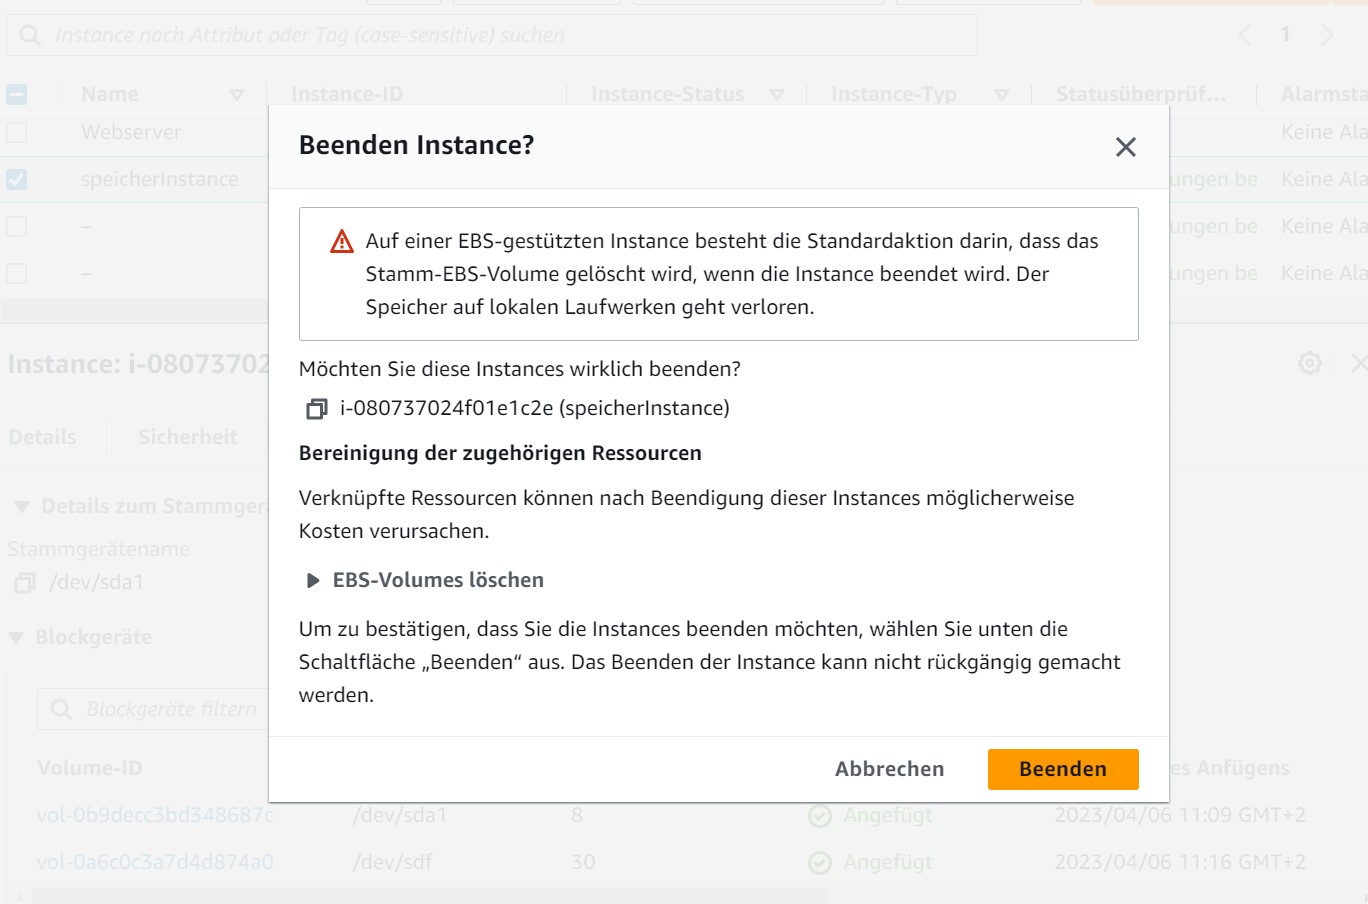 Instance nach Attribut oder Tag (case-sensitive) suchen
1
Name Instance-ID Instance-Status Instance-Typ Statusüberprüf... Alarmsta
Webserver Keine Ala
speicherInstance ungen be Keine Ala
– ungen be Keine Ala
– ungen be Keine Ala
Beenden Instance?
Auf einer EBS-gestützten Instance besteht die Standardaktion darin, dass das
Stamm-EBS-Volume gelöscht wird, wenn die Instance beendet wird. Der
Speicher auf lokalen Laufwerken geht verloren.
Möchten Sie diese Instances wirklich beenden?
i-080737024f01e1c2e (speicherInstance)
Bereinigung der zugehörigen Ressourcen
Verknüpfte Ressourcen können nach Beendigung dieser Instances möglicherweise
Kosten verursachen.
EBS-Volumes löschen
Um zu bestätigen, dass Sie die Instances beenden möchten, wählen Sie unten die
Schaltfläche „Beenden“ aus. Das Beenden der Instance kann nicht rückgängig gemacht
werden.
Abbrechen Beenden
Instance: i-08073702
Details Sicherheit
Details zum Stammger
Stammgerätename
/dev/sda1
Blockgeräte
Blockgeräte filtern
Volume-ID es Anfügens
vol-0b9decc3bd348687c /dev/sda1 8 Angefügt 2023/04/06 11:09 GMT+2
vol-0a6c0c3a7d4d874a0 /dev/sdf 30 Angefügt 2023/04/06 11:16 GMT+2